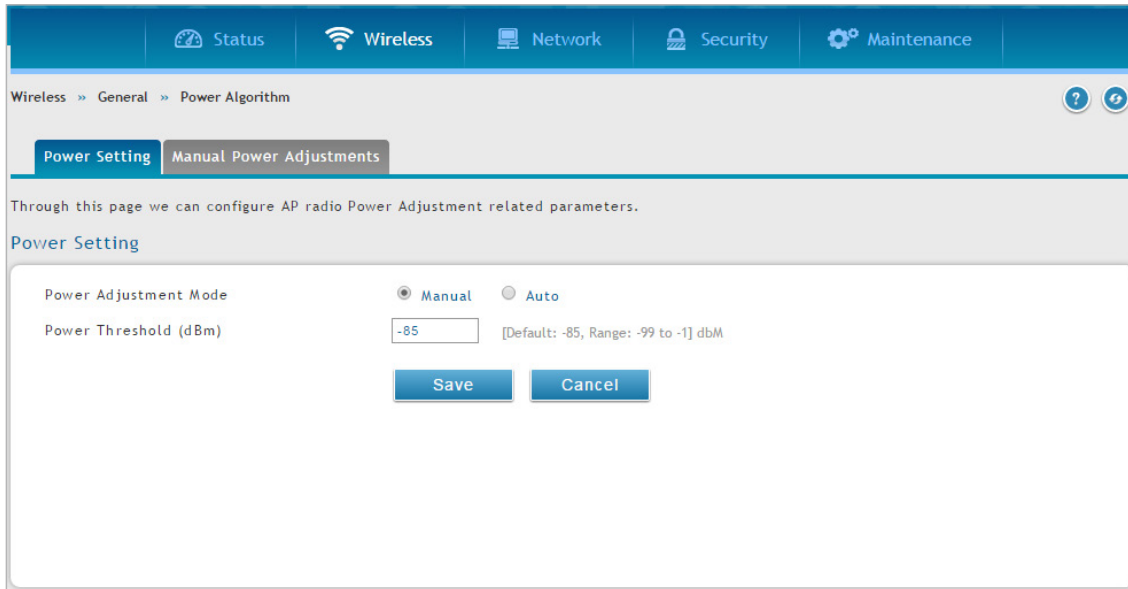 Status Wireless Network Security Maintenance
Wireless » General » Power Algorithm
?
Power Setting Manual Power Adjustments
Through this page we can configure AP radio Power Adjustment related parameters.
Power Setting
Power Adjustment Mode Manual Auto
Power Threshold (dBm) -85 [Default: -85, Range: -99 to -1] dbM
Save Cancel